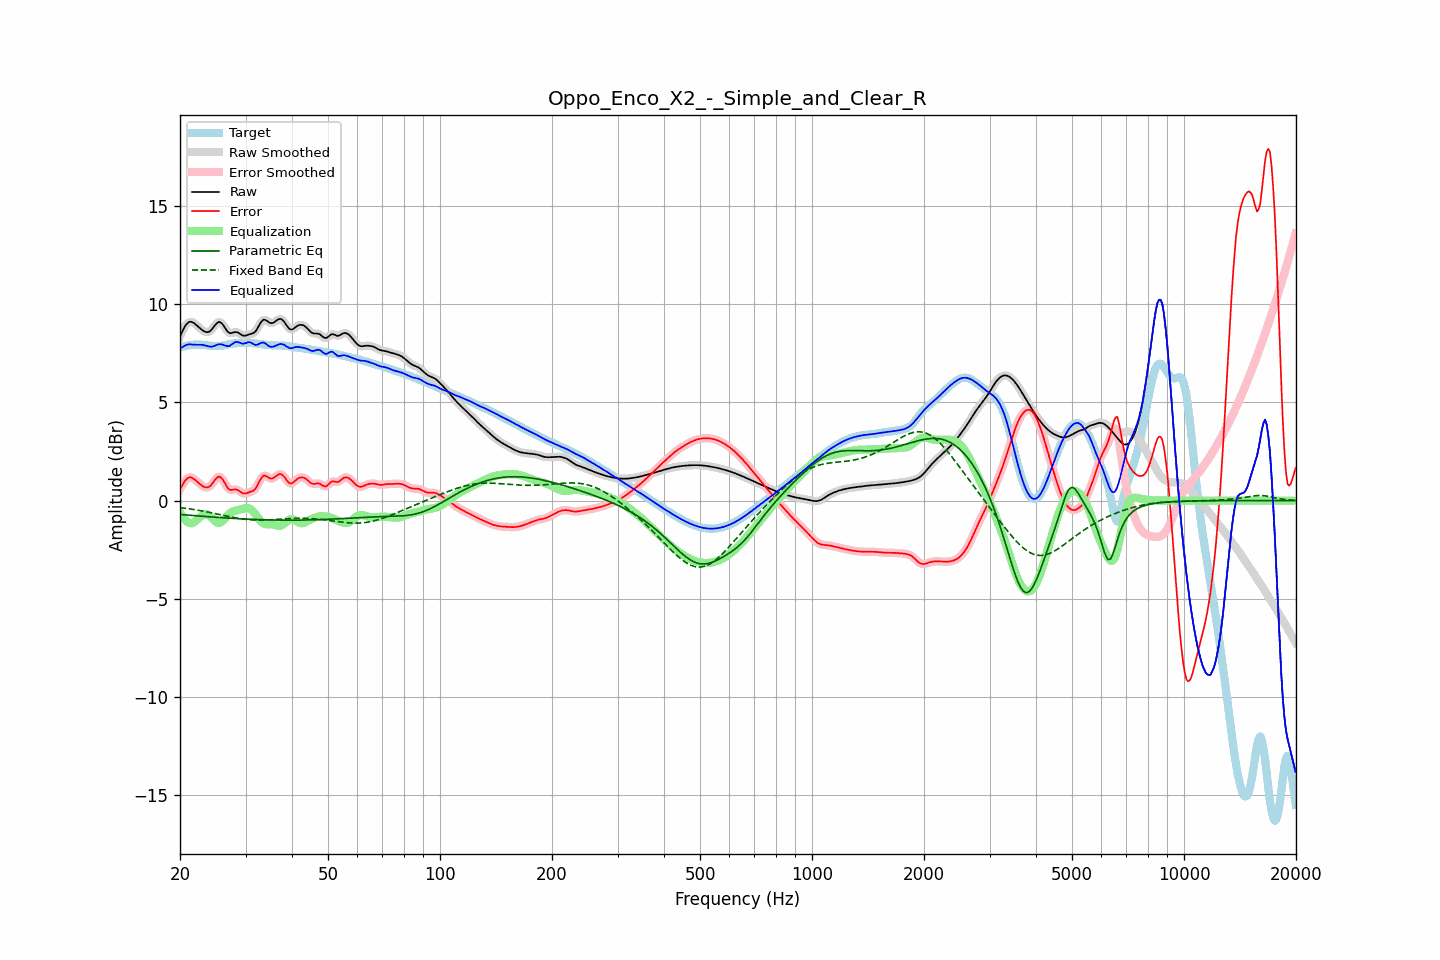 Oppo_Enco_X2_-_Simple_and_Clear_R
Target
Raw Smoothed
Error Smoothed
Raw
Error
Equalization
Parametric Eq
Fixed Band Eq
Equalized
Amplitude (dBr)
15
10
5
0
−5
−10
−15
20 50 100 200 500 1000 2000 5000 10000 20000
Frequency (Hz)